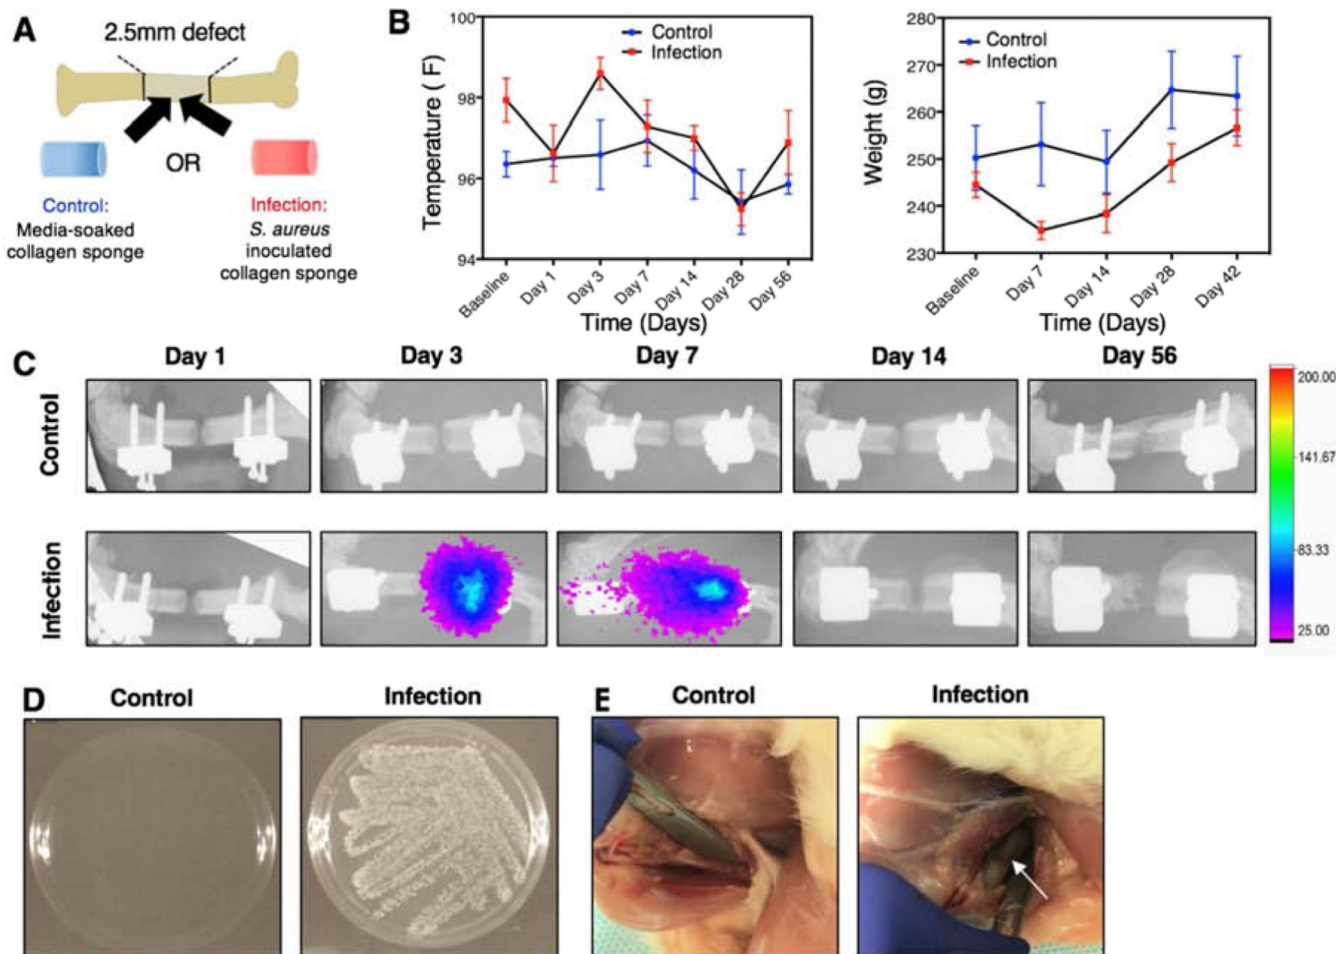 A
2.5mm defect
OR
Control:
Media-soaked
collagen sponge
Infection:
S. aureus
inoculated
collagen sponge
B
Temperature ( F)
100
98
96
94
Control
Infection
Baseline
Day 1
Day 3
Day 7
Day 14
Day 28
Day 56
Time (Days)
Weight (g)
280
270
260
250
240
230
Control
Infection
Baseline
Day 7
Day 14
Day 28
Day 42
Time (Days)
C
Day 1
Day 3
Day 7
Day 14
Day 56
Control
Infection
200.00
141.67
83.33
25.00
D
Control
Infection
E
Control
Infection